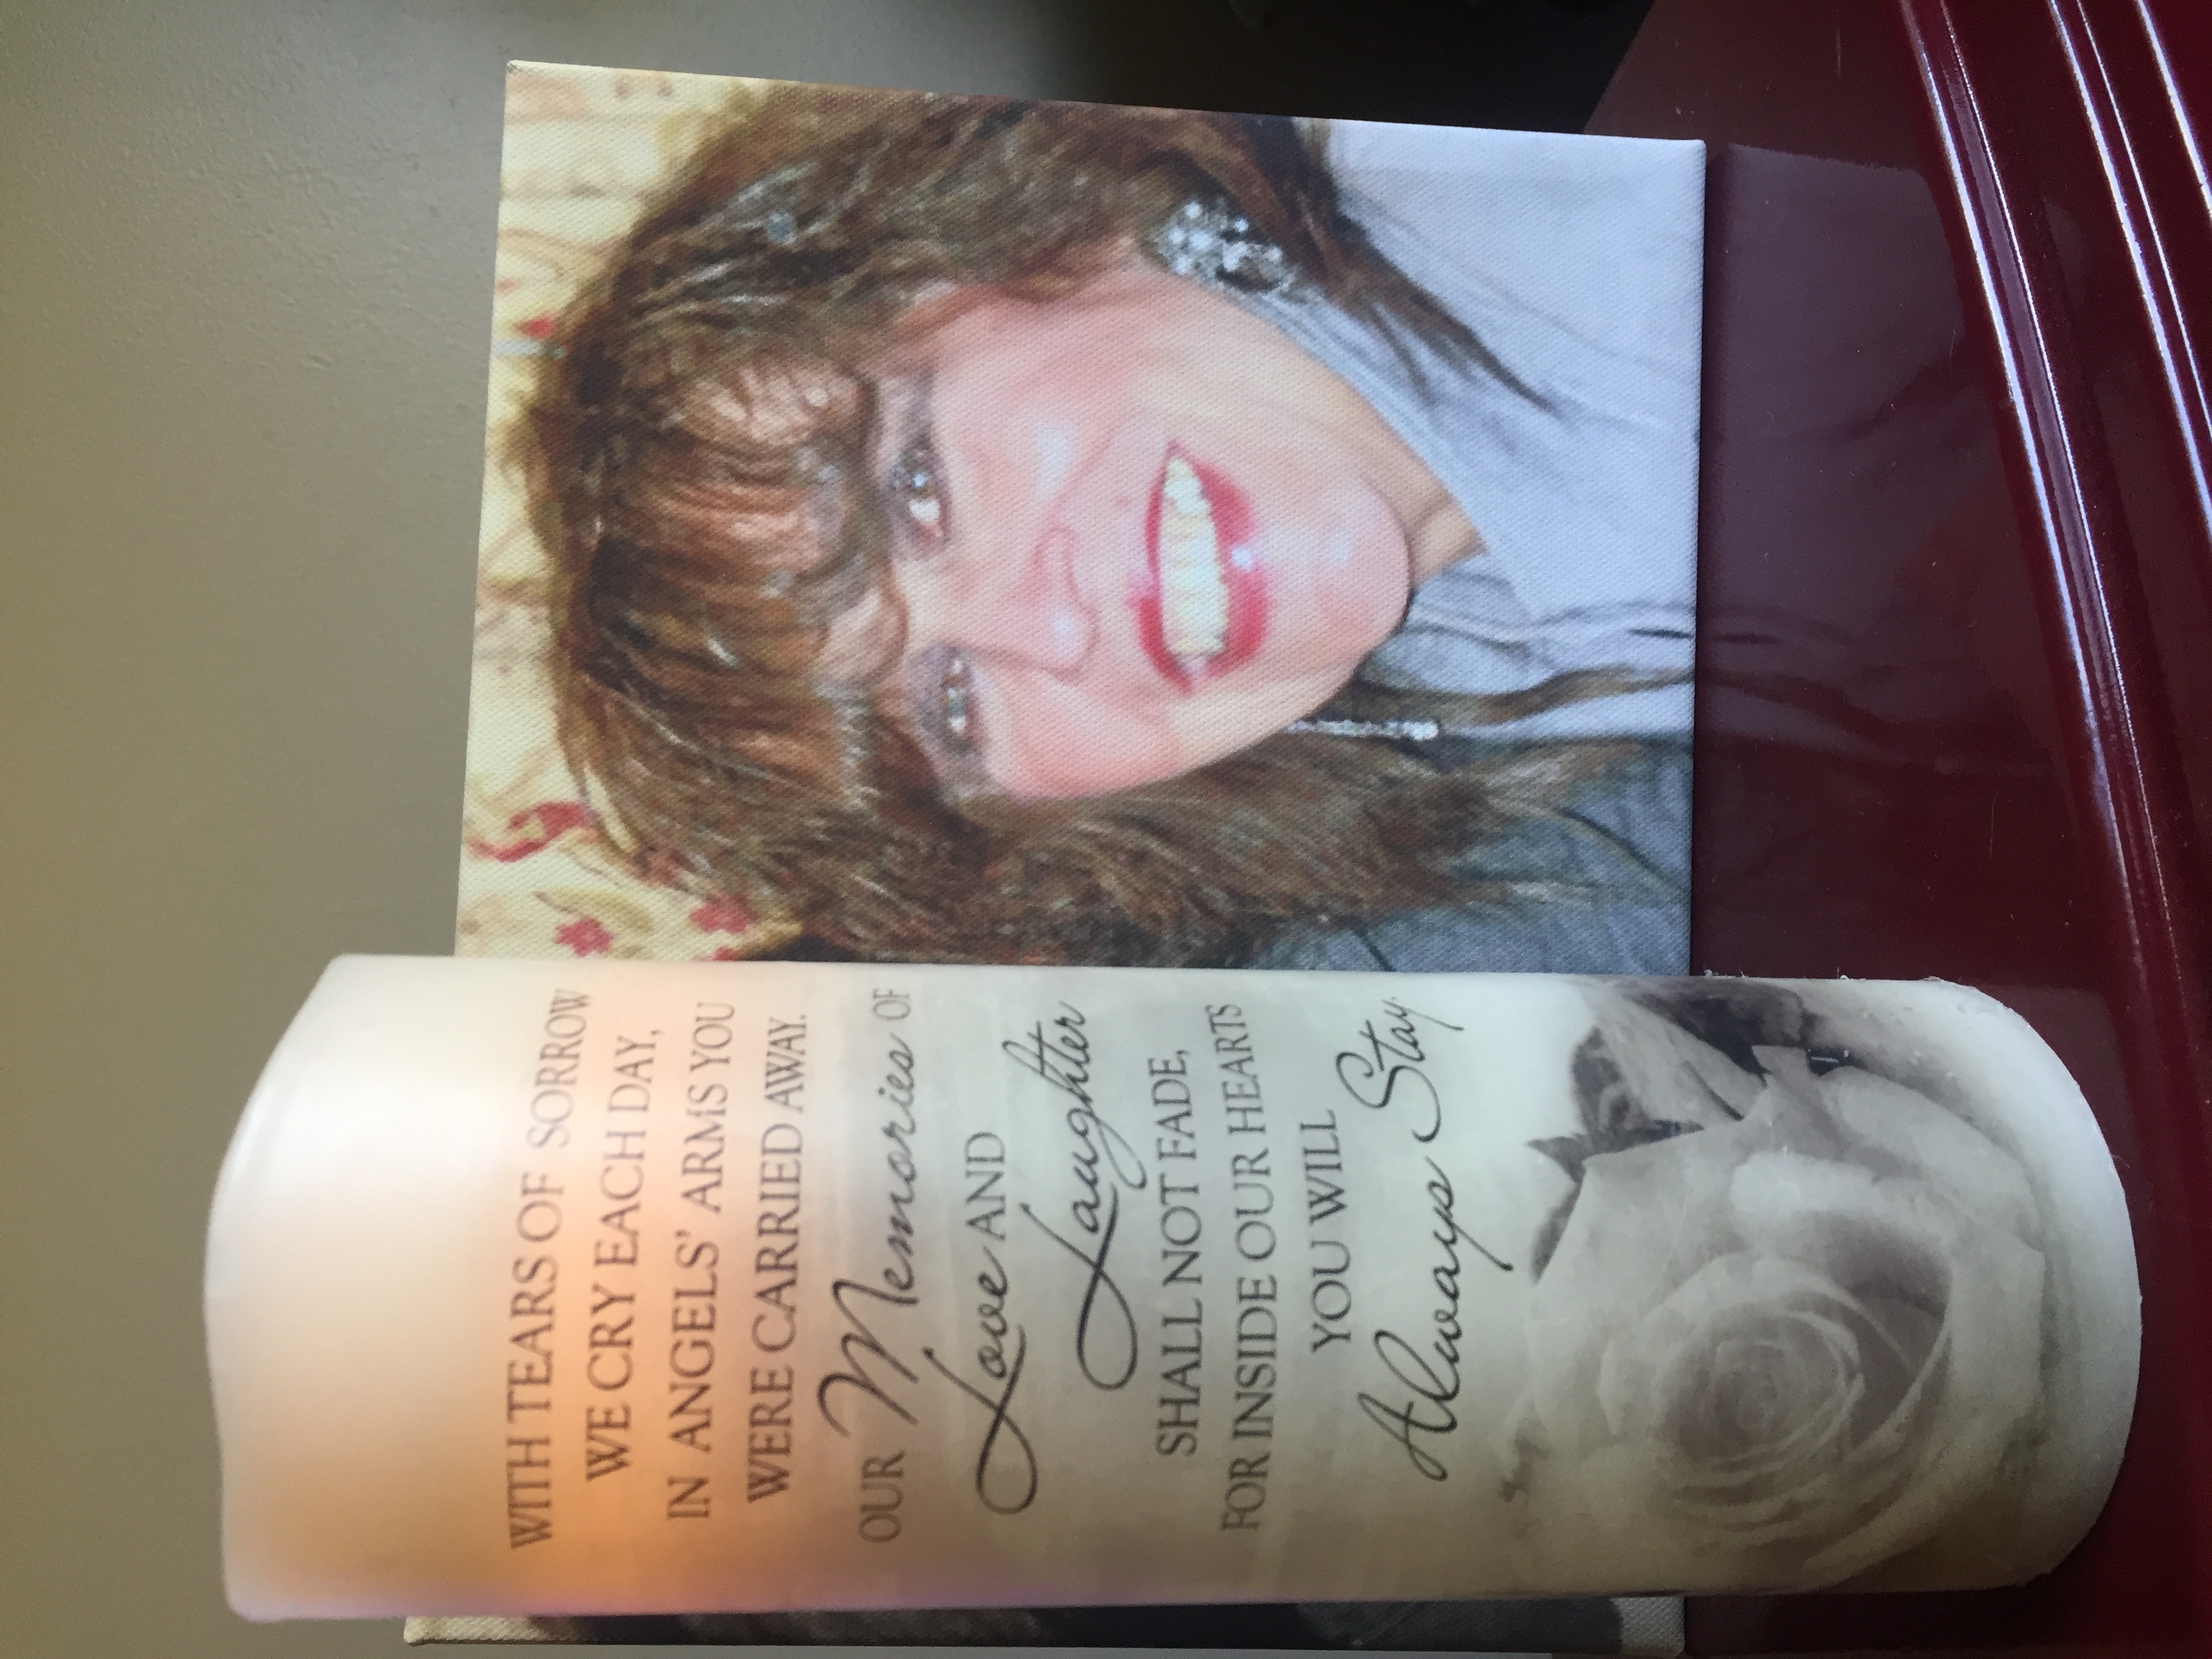 WITH TEARS OF SORROW
WE CRY EACH DAY,
IN ANGELS' ARMS YOU
WERE CARRIED AWAY.
OUR Memories OF
Love AND
Laughter
SHALL NOT FADE,
FOR INSIDE OUR HEARTS
YOU WILL
Always Stay.